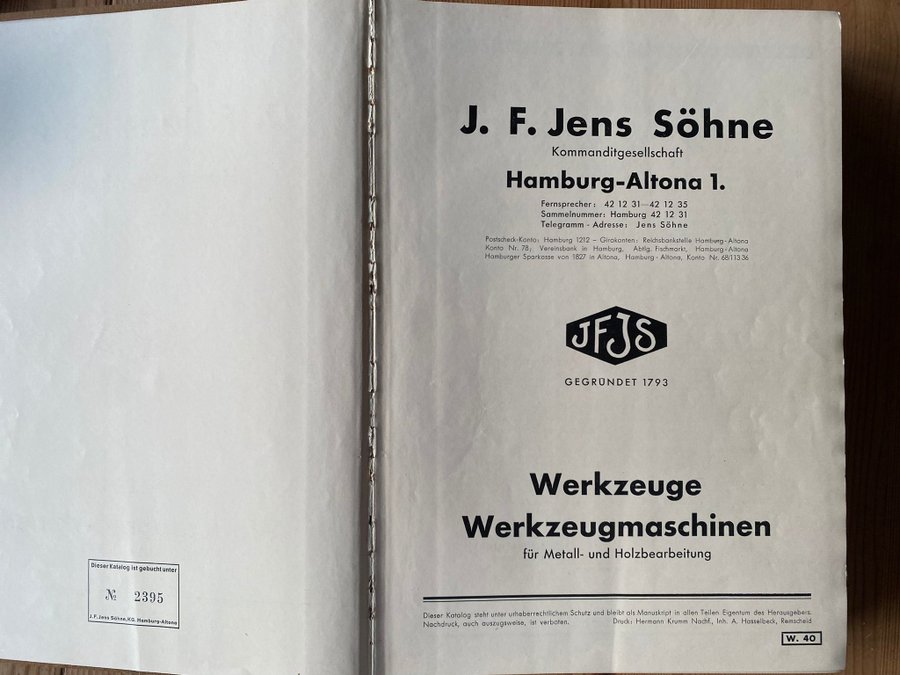 Dieser Katalog ist gebucht unter
№ 2395
J.F. Jens Söhne, KG. Hamburg-Altona
J. F. Jens Söhne
Kommanditgesellschaft
Hamburg-Altona 1.
Fernsprecher: 42 12 31—42 12 35
Sammelnummer: Hamburg 42 12 31
Telegramm-Adresse: Jens Söhne
Postscheck-Konto: Hamburg 1212 – Girokonten: Reichsbankstelle Hamburg-Altona
Konto Nr. 78, Vereinsbank in Hamburg, Abtlg. Fischmarkt, Hamburg-Altona
Hamburger Sparkasse von 1827 in Altona, Hamburg-Altona, Konto Nr. 68/113 36
JFJS
GEGRÜNDET 1793
Werkzeuge
Werkzeugmaschinen
für Metall- und Holzbearbeitung
Dieser Katalog steht unter urheberrechtlichem Schutz und bleibt als Manuskript in allen Teilen Eigentum des Herausgebers.
Nachdruck, auch auszugsweise, ist verboten. Druck: Hermann Krumm Nachf., Inh. A. Hasselbeck, Remscheid
W. 40